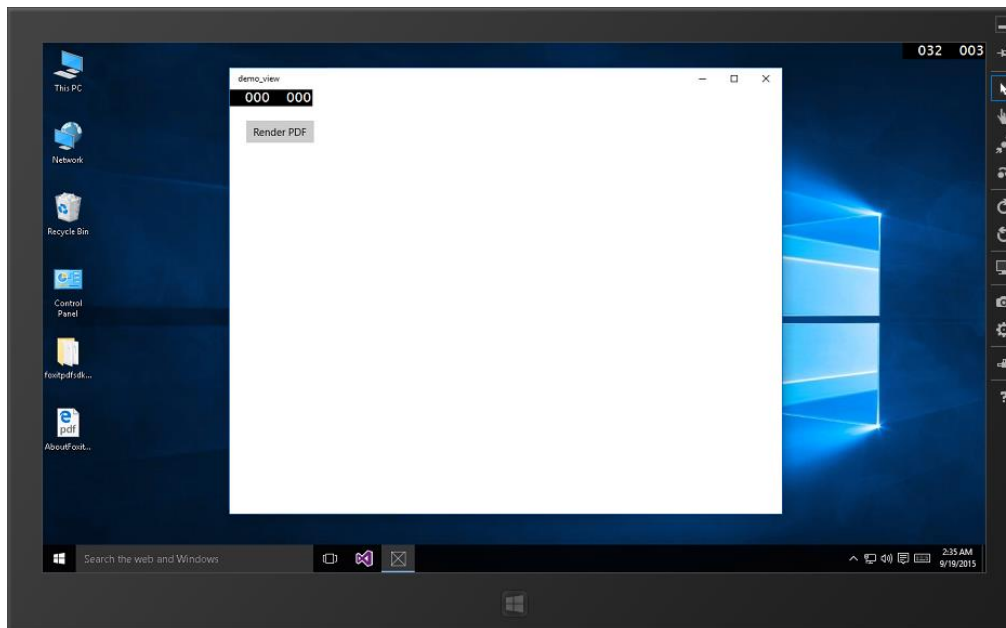 032 003
This PC
demo_view
000 000
Render PDF
Network
Recycle Bin
Control
Panel
foxitpdfsdk...
pdf
AboutFoxit...
Search the web and Windows
2:35 AM
9/19/2015
?